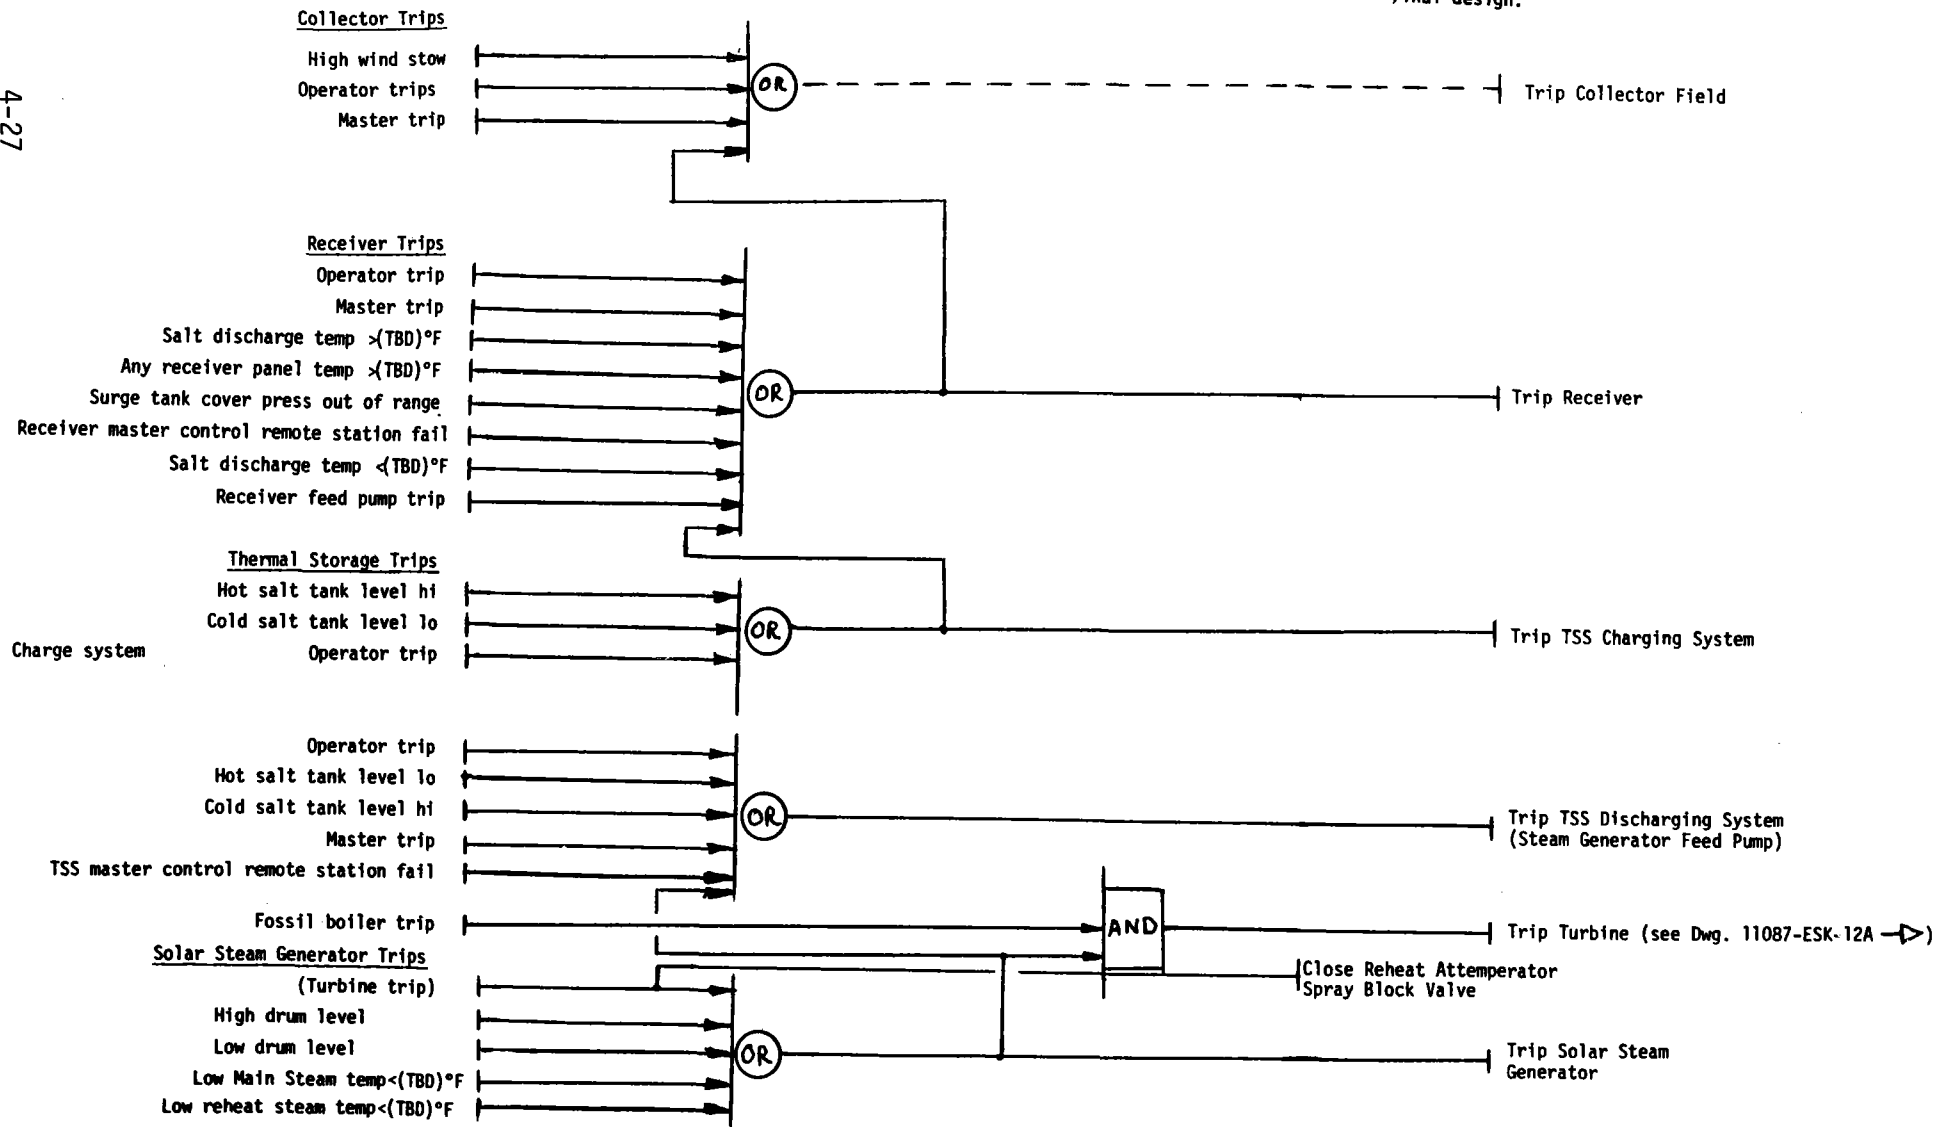 ,inal design.
4-27
Collector Trips
High wind stow
Operator trips
Master trip
OR
Trip Collector Field
Receiver Trips
Operator trip
Master trip
Salt discharge temp >(TBD)°F
Any receiver panel temp >(TBD)°F
Surge tank cover press out of range
Receiver master control remote station fail
Salt discharge temp <(TBD)°F
Receiver feed pump trip
OR
Trip Receiver
Thermal Storage Trips
Hot salt tank level hi
Cold salt tank level lo
Charge system
Operator trip
OR
Trip TSS Charging System
Operator trip
Hot salt tank level lo
Cold salt tank level hi
Master trip
TSS master control remote station fail
OR
Trip TSS Discharging System
(Steam Generator Feed Pump)
Fossil boiler trip
AND
Trip Turbine (see Dwg. 11087-ESK-12A )
Solar Steam Generator Trips
(Turbine trip)
High drum level
Low drum level
Low Main Steam temp<(TBD)°F
Low reheat steam temp<(TBD)°F
OR
Close Reheat Attemperator
Spray Block Valve
Trip Solar Steam
Generator